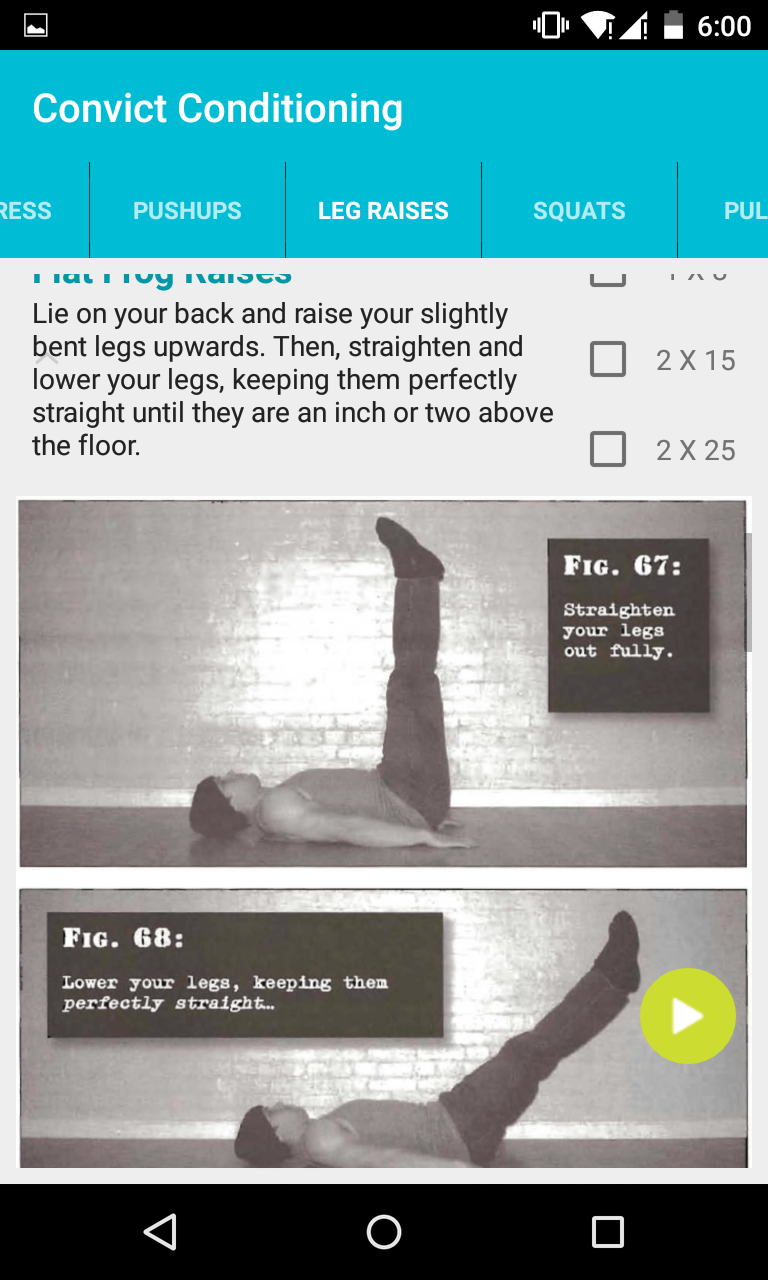 6:00
Convict Conditioning
RESS PUSHUPS LEG RAISES SQUATS PUL
Flat Frog Raises
Lie on your back and raise your slightly
bent legs upwards. Then, straighten and
lower your legs, keeping them perfectly
straight until they are an inch or two above
the floor.
2 X 15
2 X 25
Fig. 67:
Straighten
your legs
out fully.
Fig. 68:
Lower your legs, keeping them
perfectly straight…